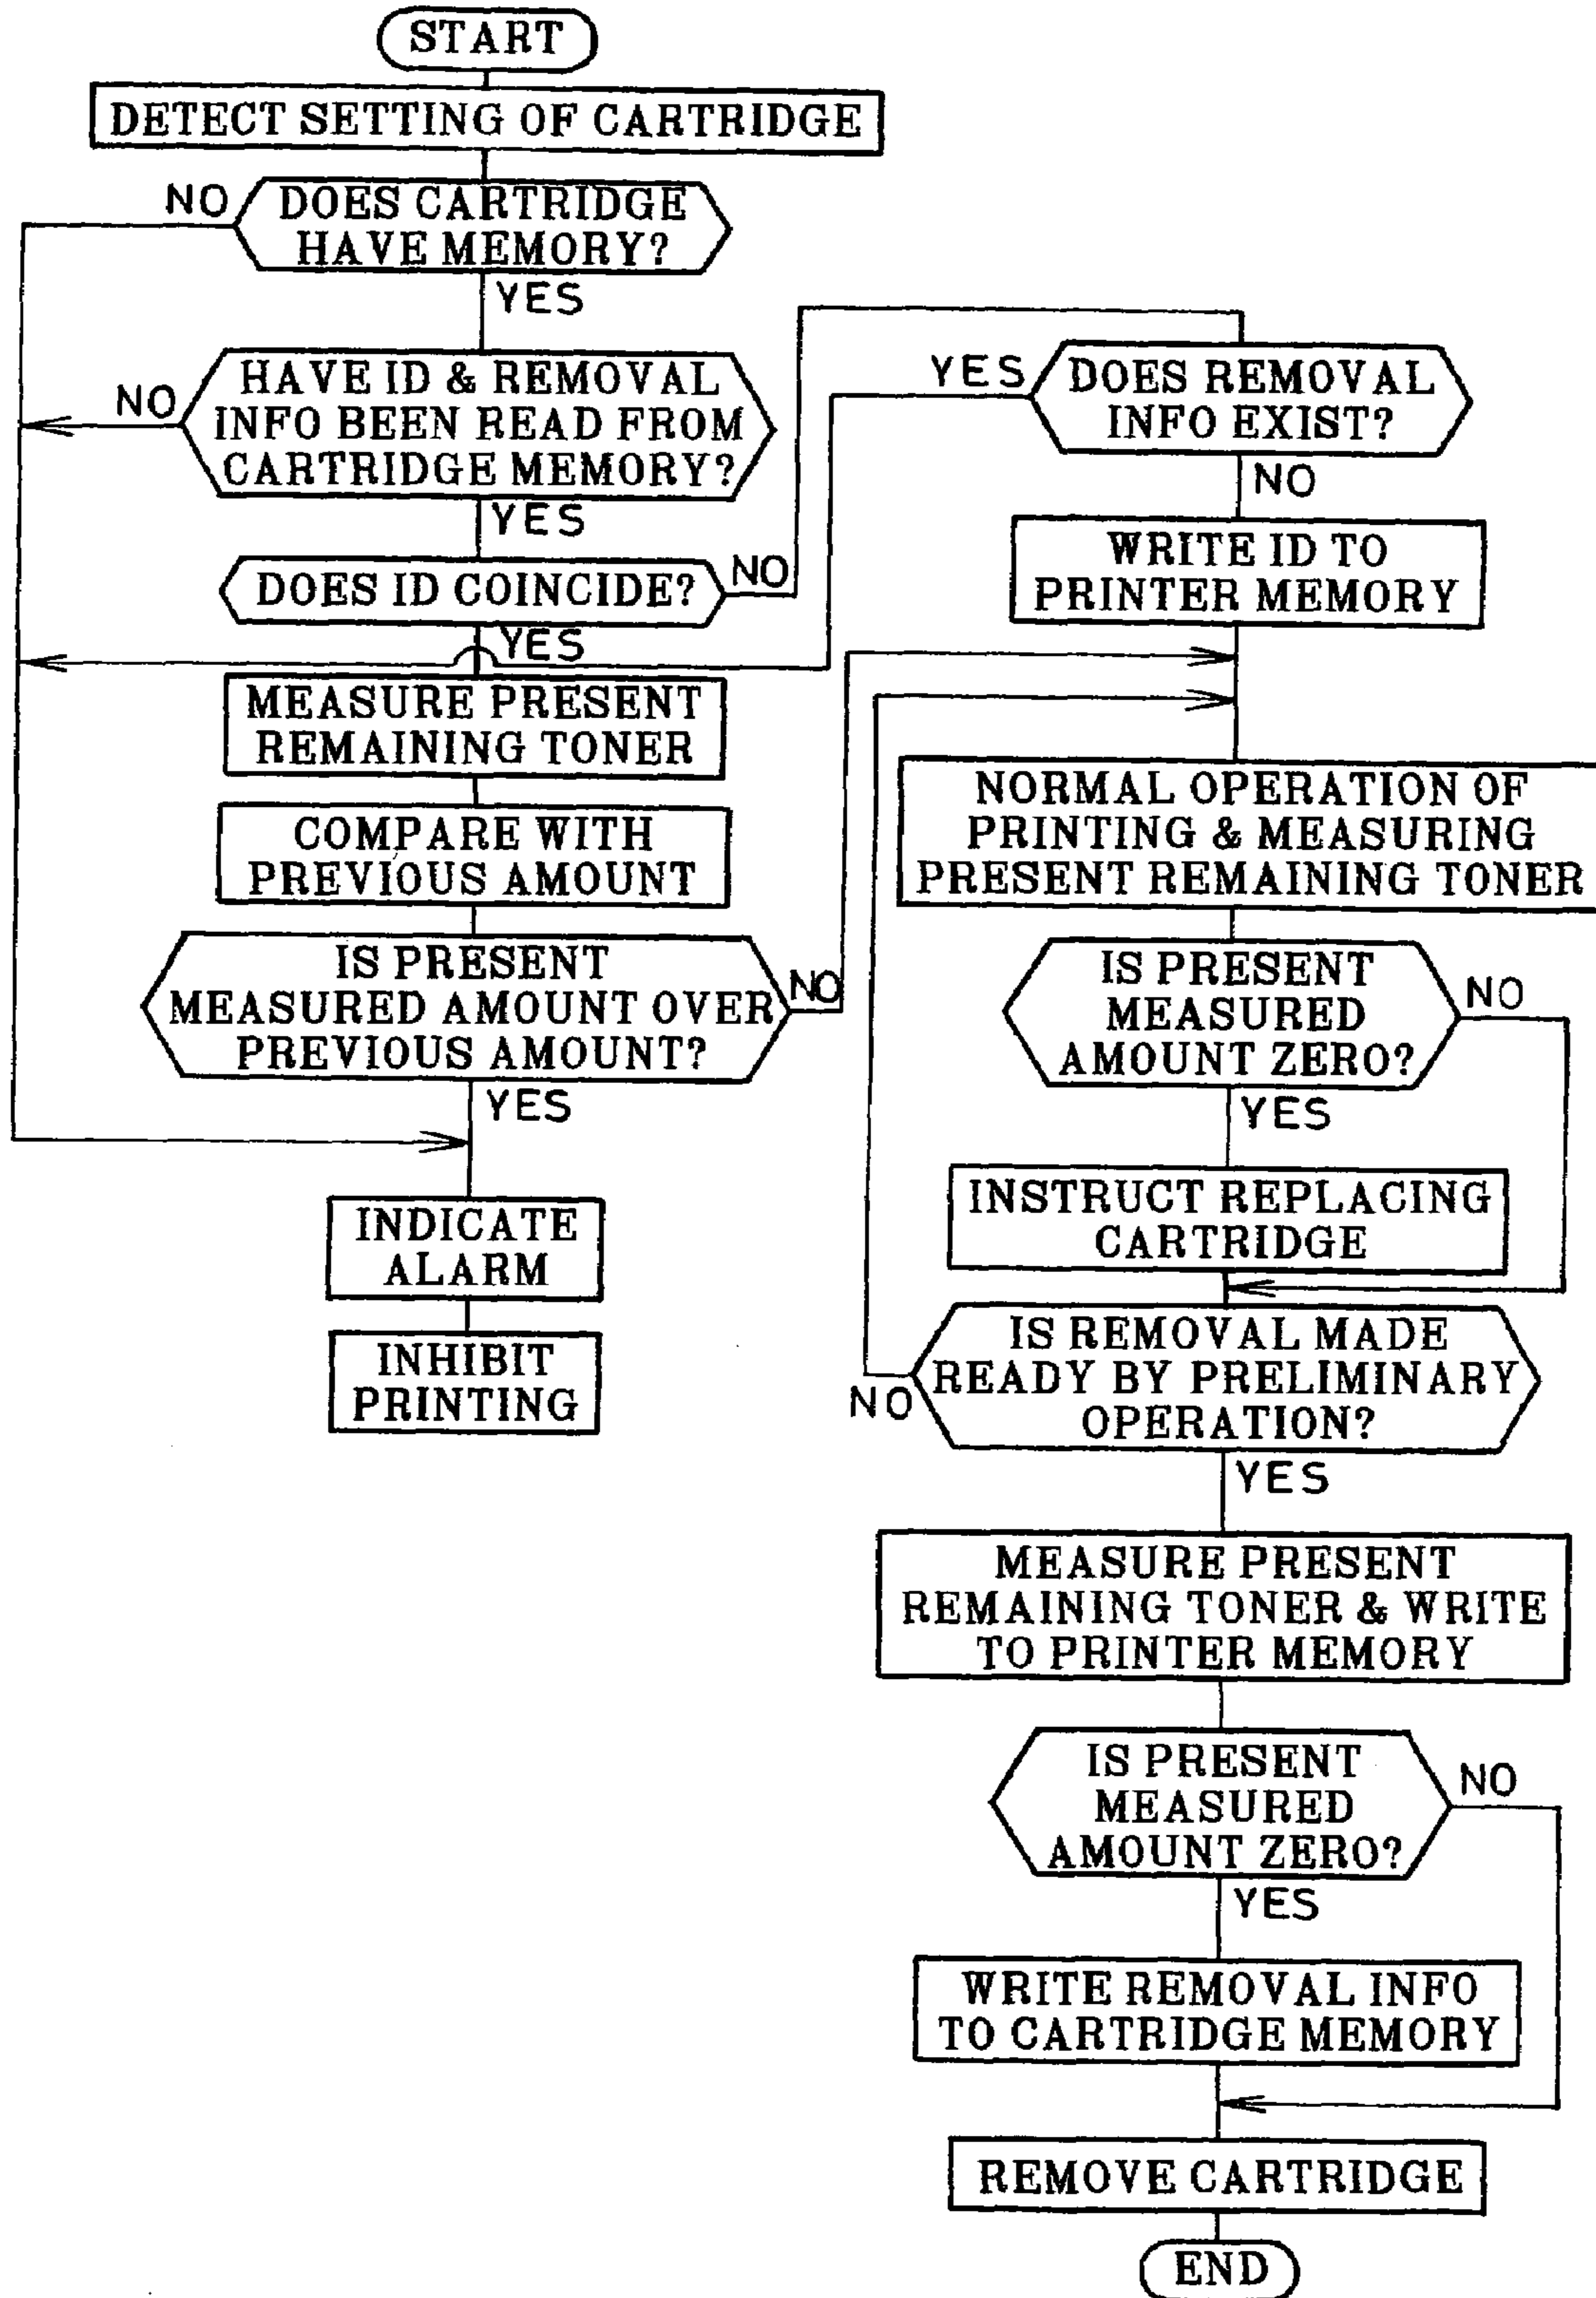 START
DETECT SETTING OF CARTRIDGE
NO
DOES CARTRIDGE
HAVE MEMORY?
YES
NO
HAVE ID & REMOVAL
INFO BEEN READ FROM
CARTRIDGE MEMORY?
YES
DOES ID COINCIDE?
NO
YES
MEASURE PRESENT
REMAINING TONER
COMPARE WITH
PREVIOUS AMOUNT
IS PRESENT
MEASURED AMOUNT OVER
PREVIOUS AMOUNT?
NO
YES
INDICATE
ALARM
INHIBIT
PRINTING
YES
DOES REMOVAL
INFO EXIST?
NO
WRITE ID TO
PRINTER MEMORY
NORMAL OPERATION OF
PRINTING & MEASURING
PRESENT REMAINING TONER
IS PRESENT
MEASURED
AMOUNT ZERO?
NO
YES
INSTRUCT REPLACING
CARTRIDGE
IS REMOVAL MADE
READY BY PRELIMINARY
OPERATION?
NO
YES
MEASURE PRESENT
REMAINING TONER & WRITE
TO PRINTER MEMORY
IS PRESENT
MEASURED
AMOUNT ZERO?
NO
YES
WRITE REMOVAL INFO
TO CARTRIDGE MEMORY
REMOVE CARTRIDGE
END